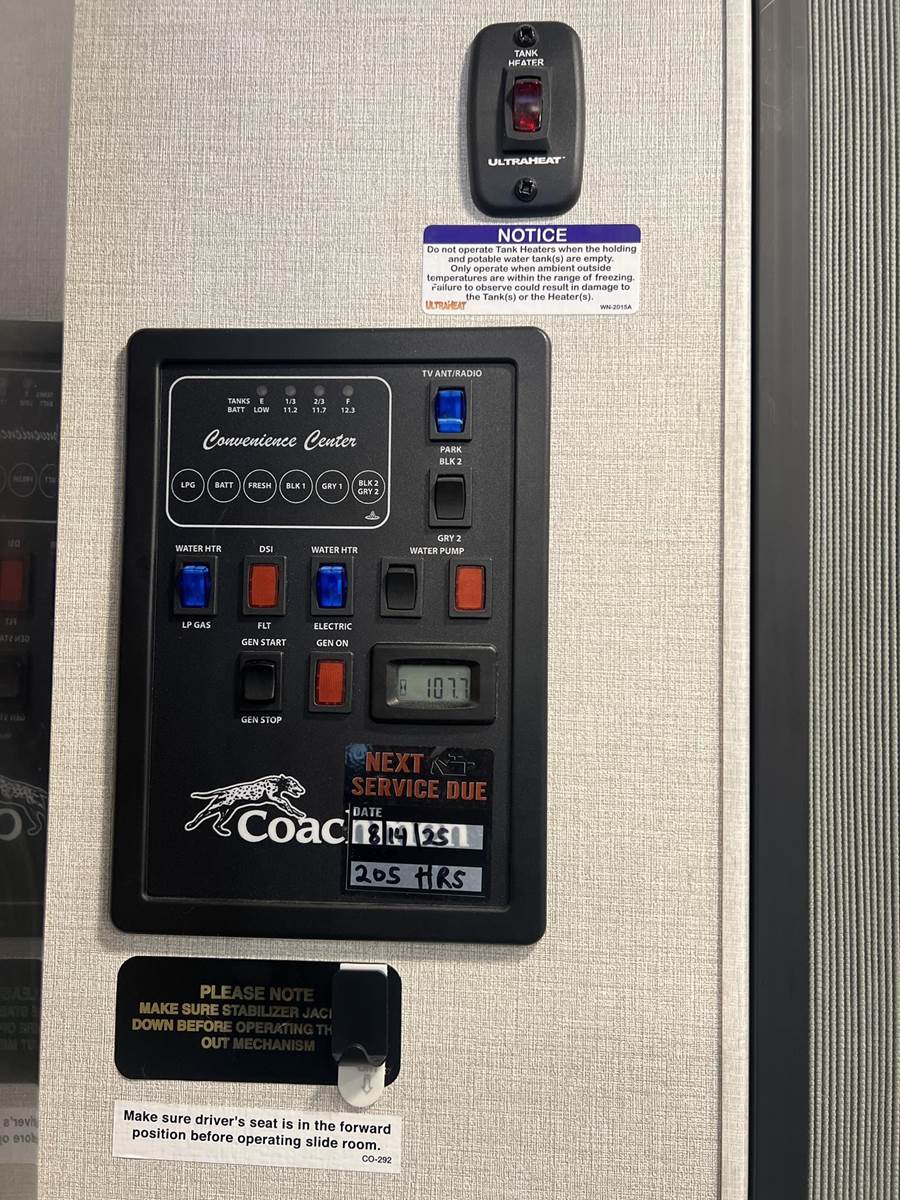 TANK
HEATER
ULTRAHEAT
NOTICE
Do not operate Tank Heaters when the holding
and potable water tank(s) are empty.
Only operate when ambient outside
temperatures are within the range of freezing.
Failure to observe could result in damage to
the Tank(s) or the Heater(s).
ULTRAHEAT
WN-2015A
TANKS E 1/3 2/3 F
BATT LOW 11.2 11.7 12.3
Convenience Center
LPG BATT FRESH BLK 1 GRY 1 BLK 2
GRY 2
TV ANT/RADIO
PARK
BLK 2
GRY 2
WATER HTR DSI WATER HTR WATER PUMP
LP GAS FLT ELECTRIC
GEN START GEN ON
GEN STOP
107.7
NEXT
SERVICE DUE
DATE
8/14/25
205 HRS
Coac
PLEASE NOTE
MAKE SURE STABILIZER JAC
DOWN BEFORE OPERATING TH
OUT MECHANISM
Make sure driver's seat is in the forward
position before operating slide room.
CO-292